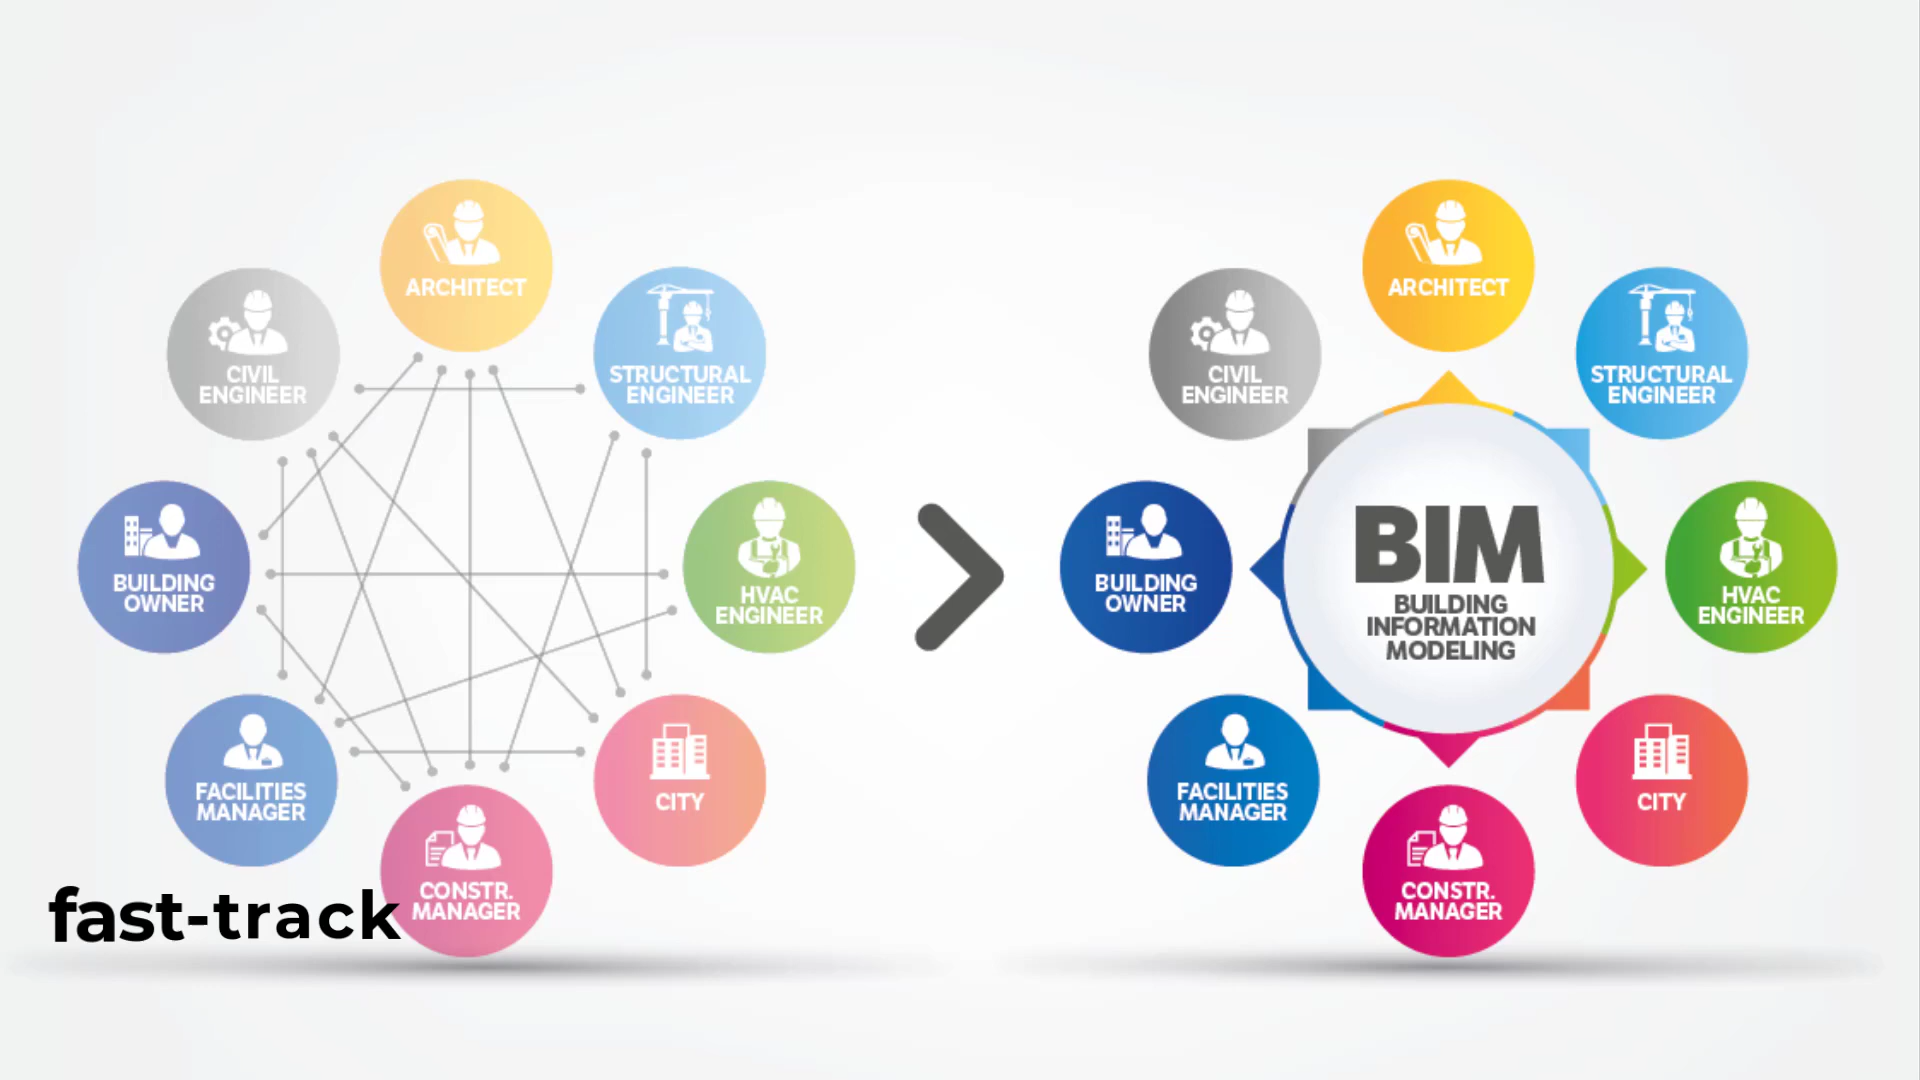 ARCHITECT
CIVIL
ENGINEER
STRUCTURAL
ENGINEER
BUILDING
OWNER
HVAC
ENGINEER
FACILITIES
MANAGER
CITY
CONSTR.
MANAGER
fast-track
ARCHITECT
CIVIL
ENGINEER
STRUCTURAL
ENGINEER
BUILDING
OWNER
BIM
BUILDING
INFORMATION
MODELING
HVAC
ENGINEER
FACILITIES
MANAGER
CITY
CONSTR.
MANAGER